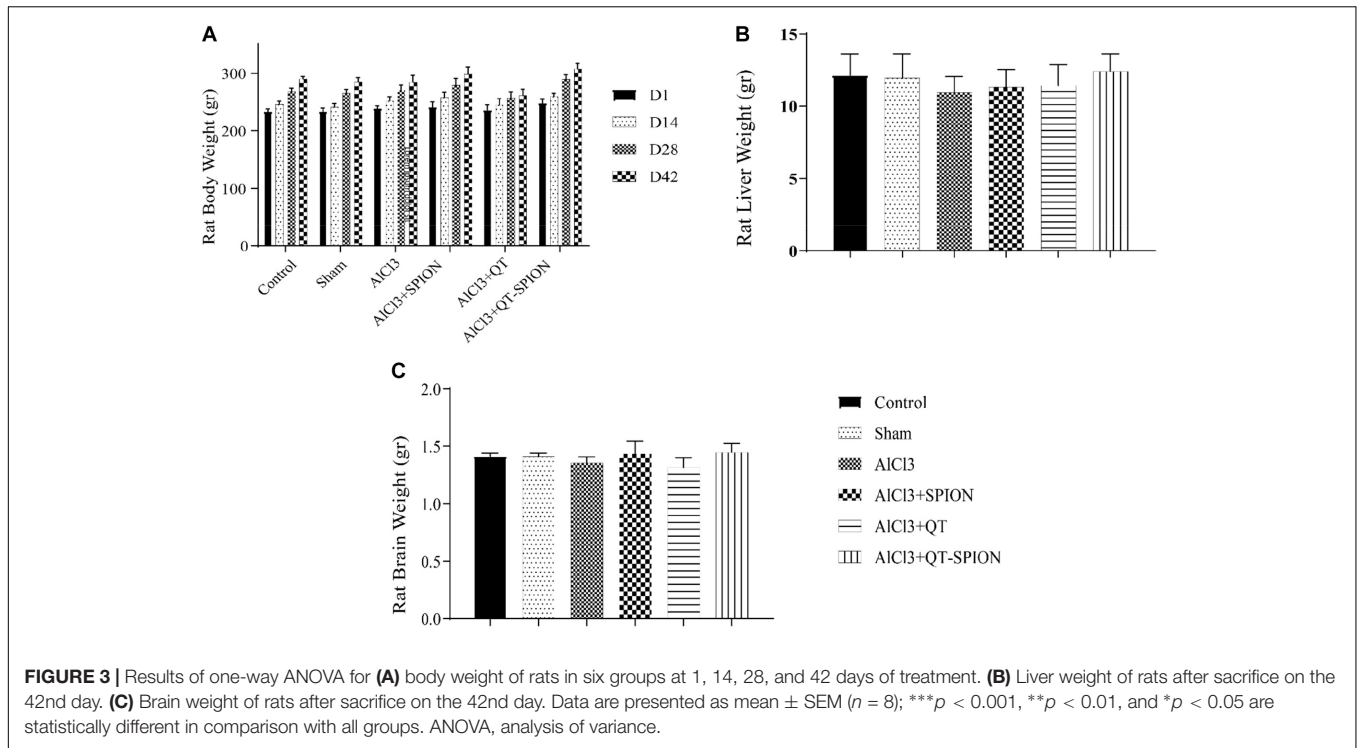 A
Rat Body Weight (gr)
300
200
100
0
Control
Sham
AlCl3
AlCl3+SPION
AlCl3+QT
AlCl3+QT-SPION
D1
D14
D28
D42
B
Rat Liver Weight (gr)
15
10
5
0
C
Rat Brain Weight (gr)
2.0
1.5
1.0
0.5
0.0
Control
Sham
AlCl3
AlCl3+SPION
AlCl3+QT
AlCl3+QT-SPION
FIGURE 3 | Results of one-way ANOVA for (A) body weight of rats in six groups at 1, 14, 28, and 42 days of treatment. (B) Liver weight of rats after sacrifice on the
42nd day. (C) Brain weight of rats after sacrifice on the 42nd day. Data are presented as mean ± SEM (n = 8); ***p < 0.001, **p < 0.01, and *p < 0.05 are
statistically different in comparison with all groups. ANOVA, analysis of variance.